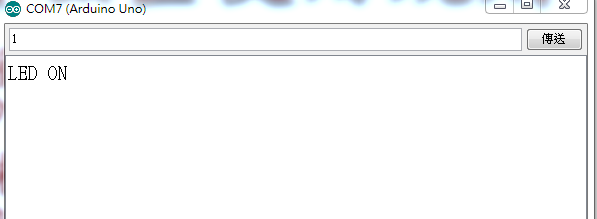 COM7 (Arduino Uno)
1
傳送
LED ON